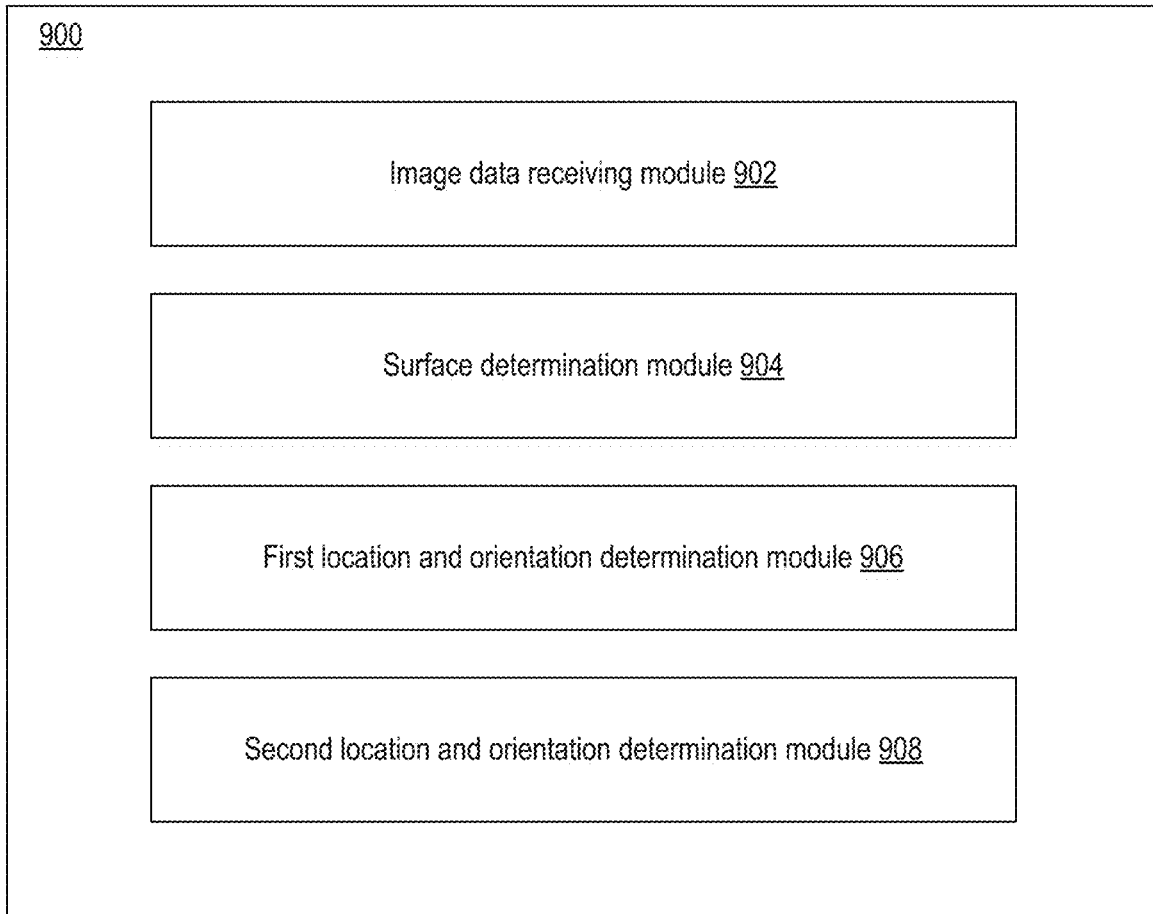 900
Image data receiving module 902
Surface determination module 904
First location and orientation determination module 906
Second location and orientation determination module 908